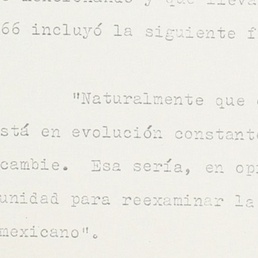 mencionando y que lleva
66 incluyó la siguiente f
"Naturalmente que
stá en evolución constante
cambie. Esa sería, en op
unidad para reexaminar la
mexicano".